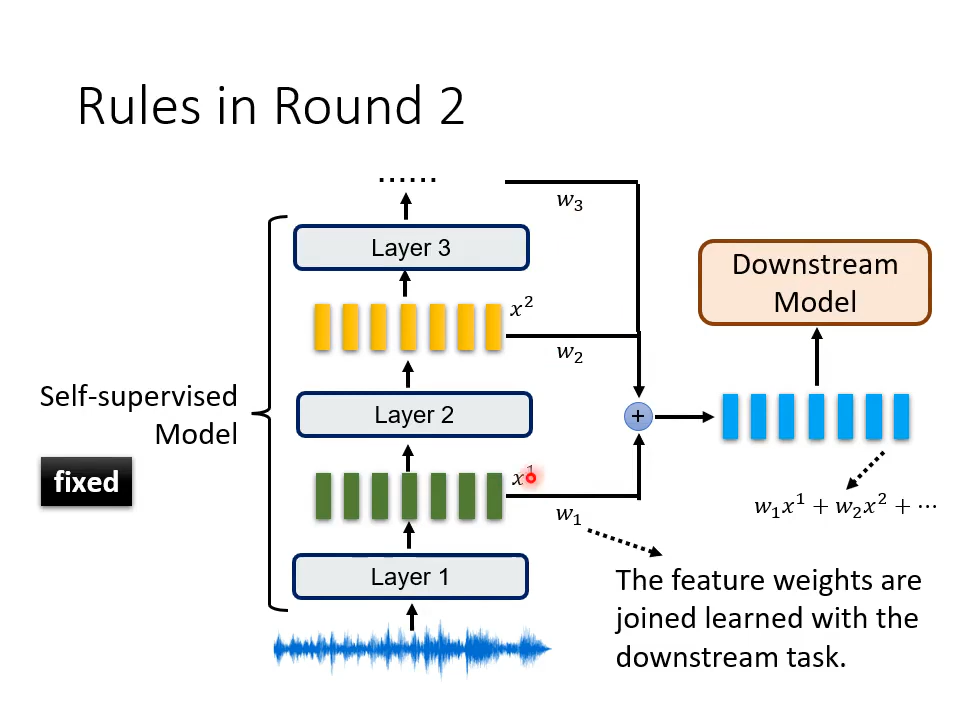 Rules in Round 2
......
w₃
Layer 3
x²
w₂
Downstream
Model
Self-supervised
Model
fixed
Layer 2
+
x¹
w₁
w₁x¹ + w₂x² + ⋯
Layer 1
The feature weights are
joined learned with the
downstream task.